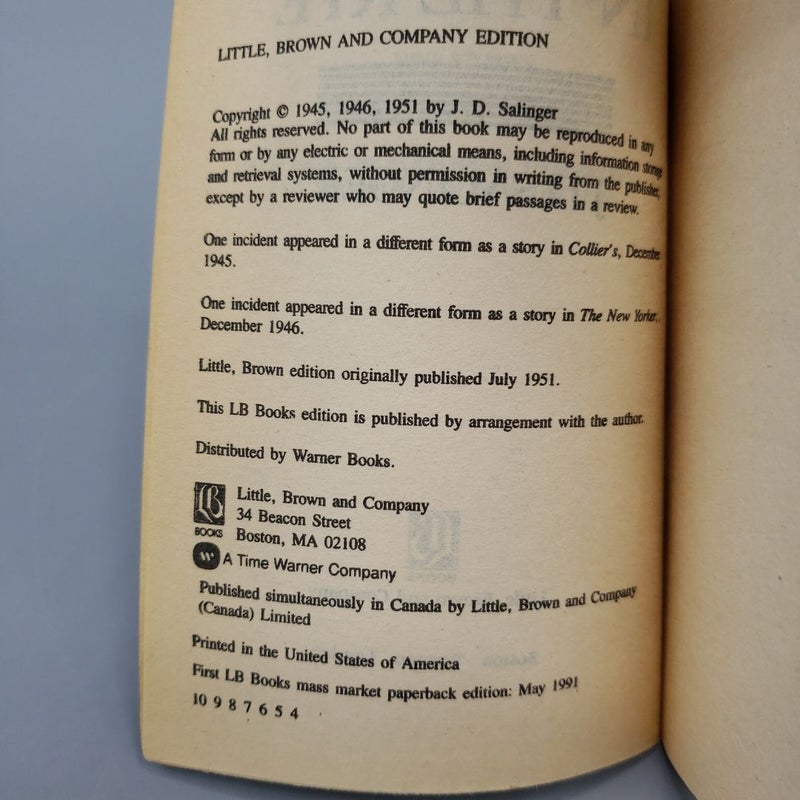 LITTLE, BROWN AND COMPANY EDITION
Copyright © 1945, 1946, 1951 by J. D. Salinger
All rights reserved. No part of this book may be reproduced in any
form or by any electric or mechanical means, including information storage
and retrieval systems, without permission in writing from the publisher,
except by a reviewer who may quote brief passages in a review.
One incident appeared in a different form as a story in Collier's, December
1945.
One incident appeared in a different form as a story in The New Yorker,
December 1946.
Little, Brown edition originally published July 1951.
This LB Books edition is published by arrangement with the author.
Distributed by Warner Books.
LB
BOOKS
Little, Brown and Company
34 Beacon Street
Boston, MA 02108
A Time Warner Company
Published simultaneously in Canada by Little, Brown and Company
(Canada) Limited
Printed in the United States of America
First LB Books mass market paperback edition: May 1991
10 9 8 7 6 5 4